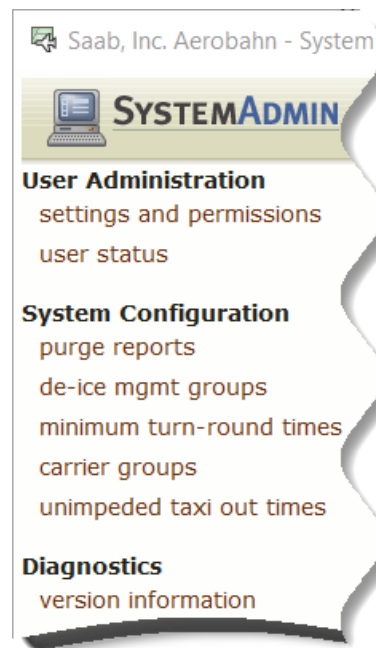 Saab, Inc. Aerobahn - System
SYSTEMADMIN
User Administration
settings and permissions
user status
System Configuration
purge reports
de-ice mgmt groups
minimum turn-round times
carrier groups
unimpeded taxi out times
Diagnostics
version information